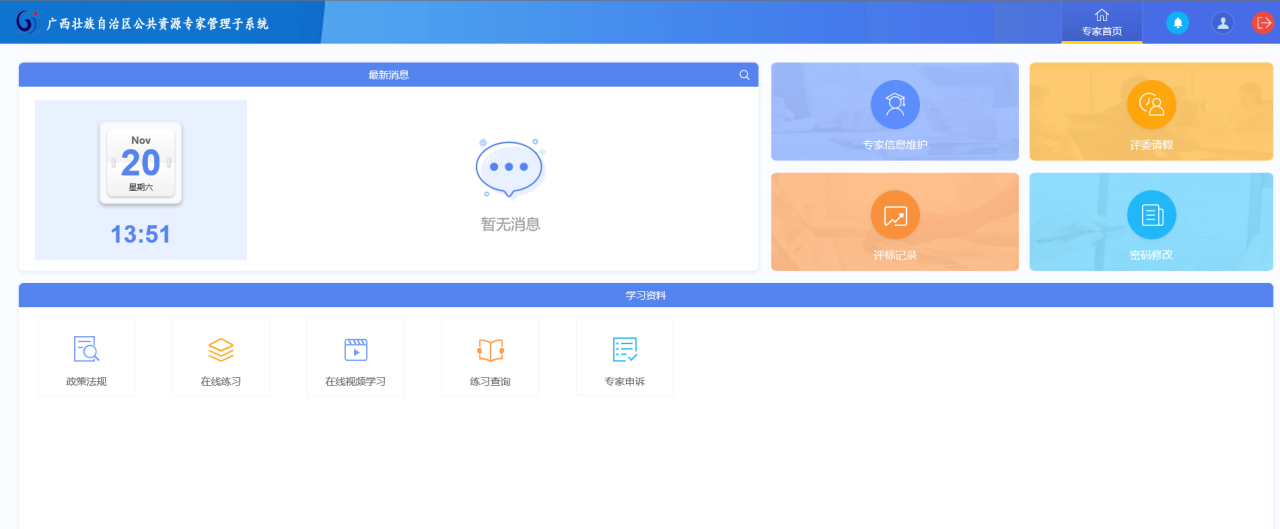 广西壮族自治区公共资源专家管理子系统
专家首页
最新消息
Nov
20
星期六
13:51
暂无消息
专家信息维护
评委请假
评标记录
密码修改
学习资料
政策法规
在线练习
在线视频学习
练习查询
专家申诉